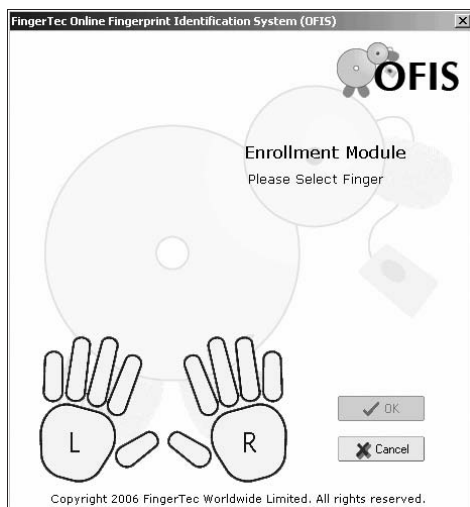 FingerTec Online Fingerprint Identification System (OFIS)
OFIS
Enrollment Module
Please Select Finger
L
R
OK
Cancel
Copyright 2006 FingerTec Worldwide Limited. All rights reserved.